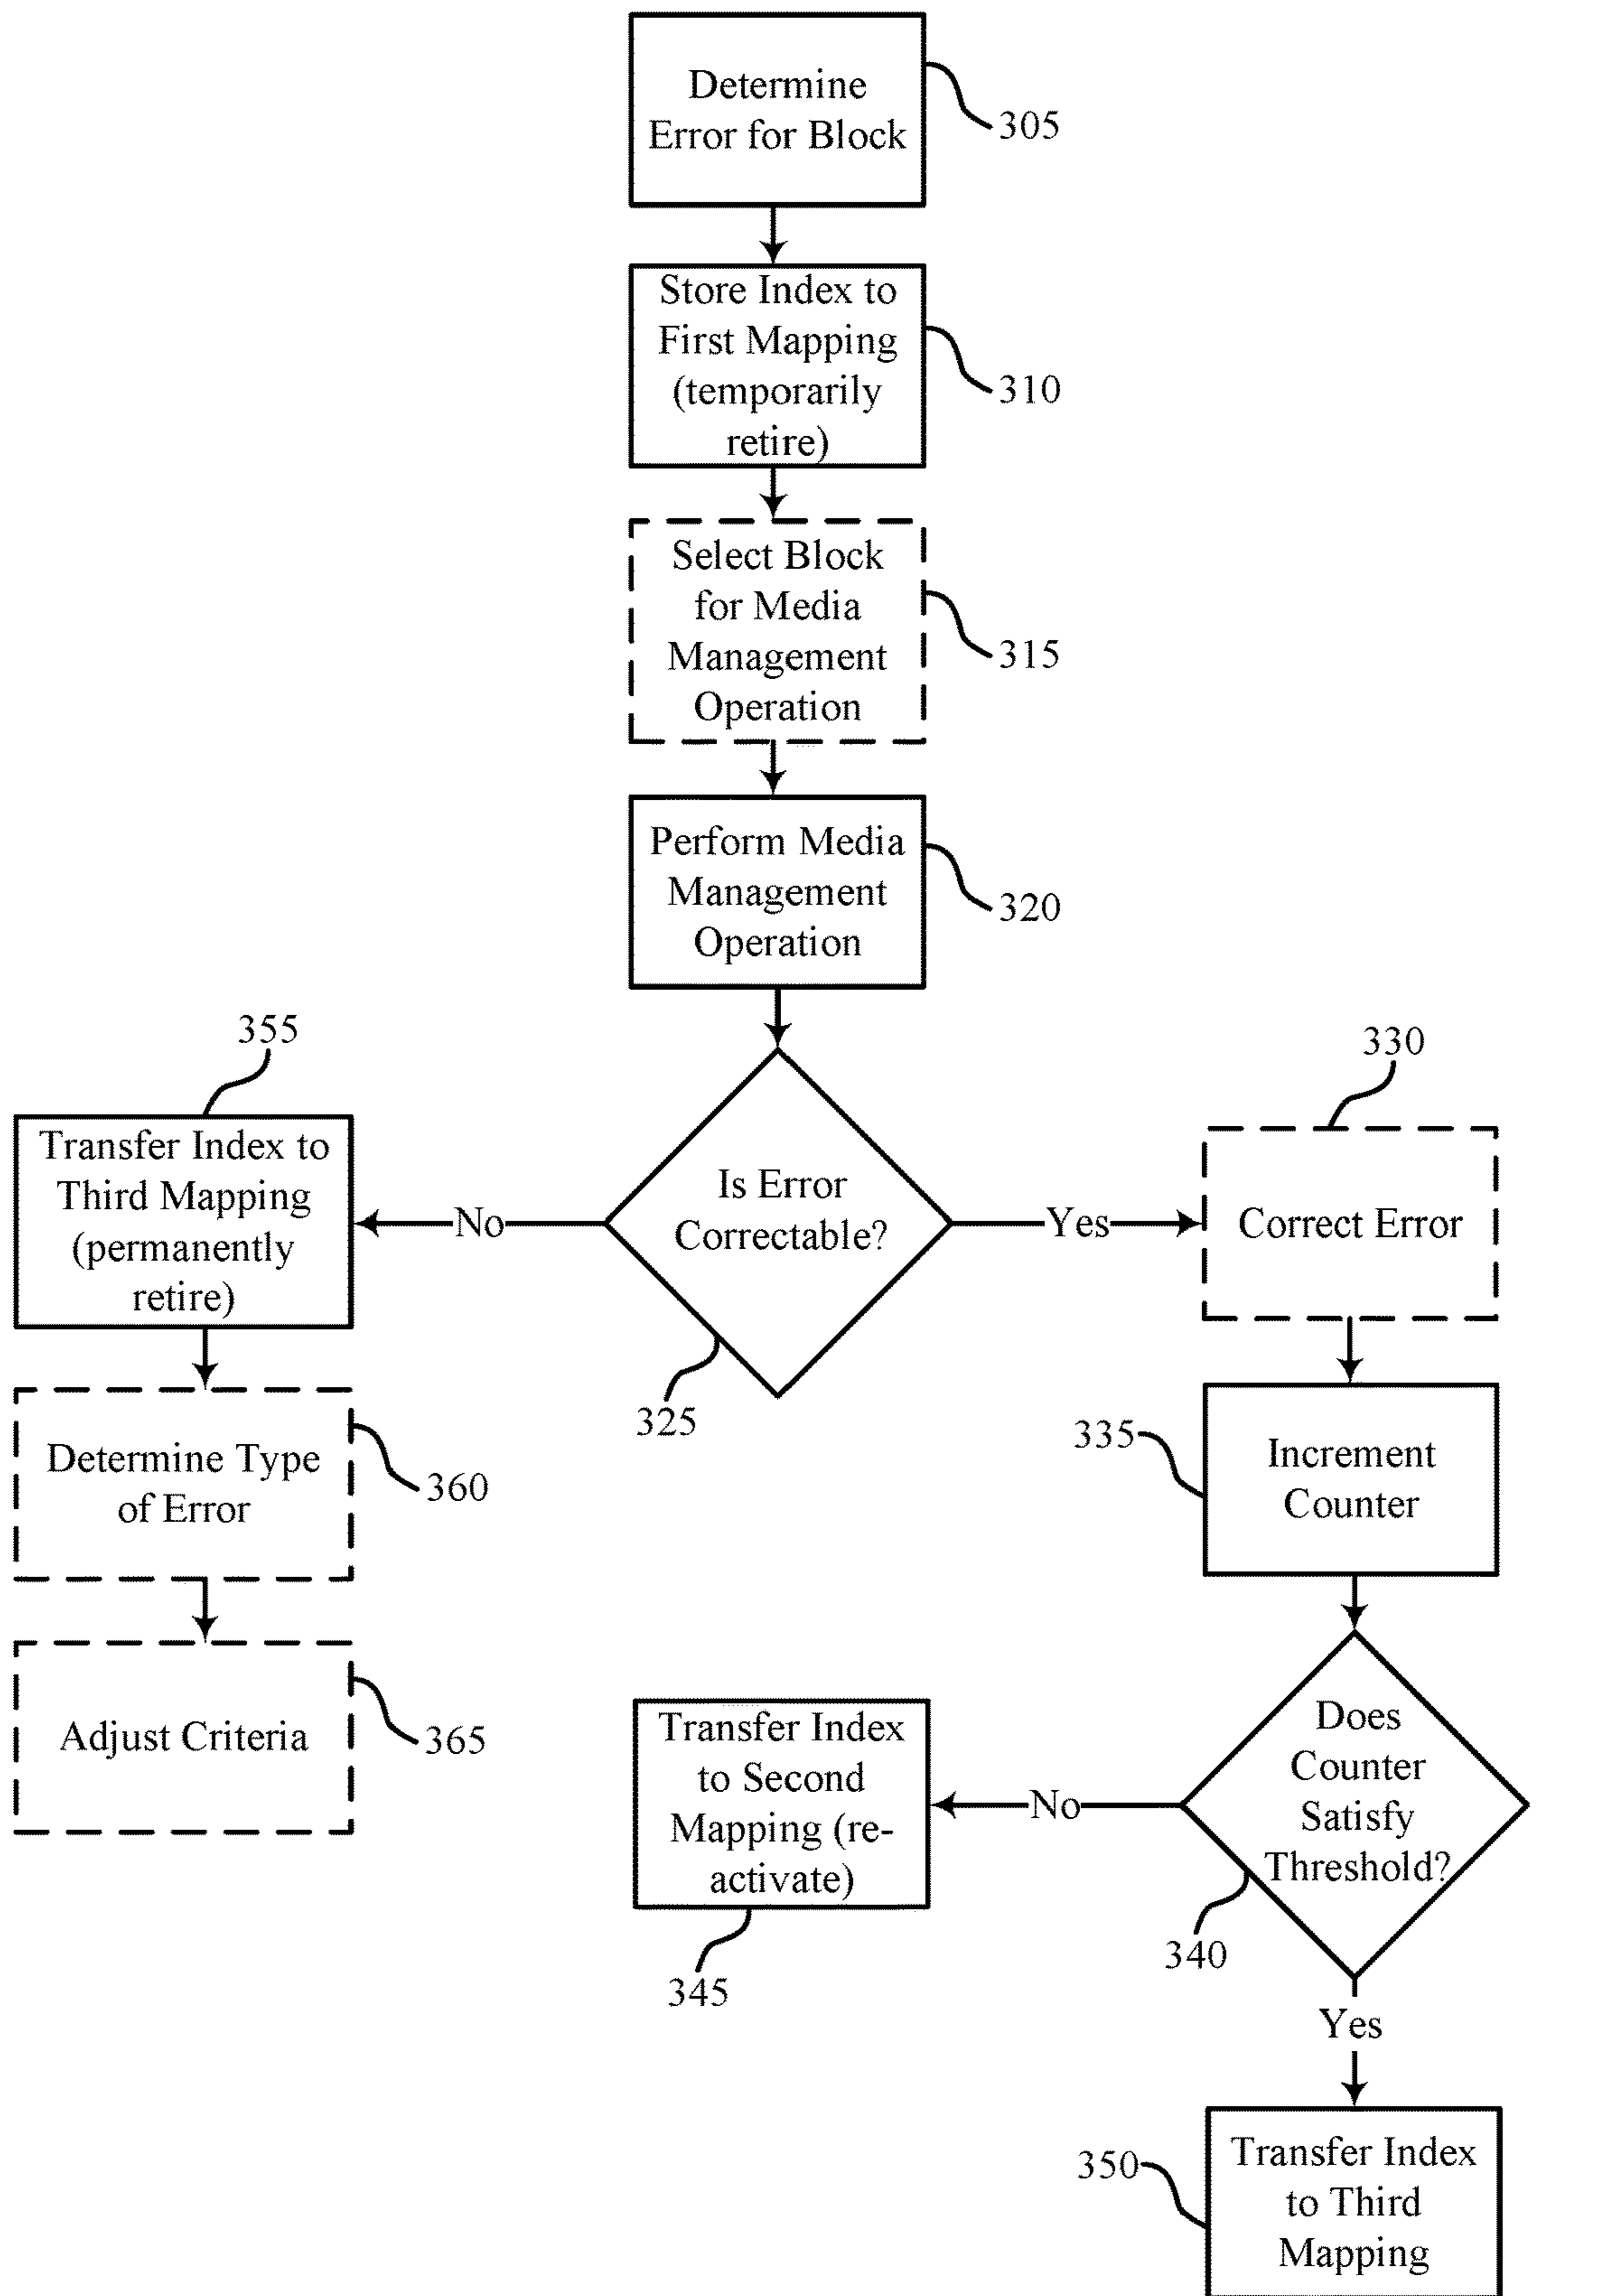 Determine
Error for Block
305
Store Index to
First Mapping
(temporarily
retire)
310
Select Block
for Media
Management
Operation
315
Perform Media
Management
Operation
320
355
Transfer Index to
Third Mapping
(permanently
retire)
No
Is Error
Correctable?
325
Yes
330
Correct Error
Determine Type
of Error
360
335
Increment
Counter
Adjust Criteria
365
Transfer Index
to Second
Mapping (re-
activate)
345
No
Does
Counter
Satisfy
Threshold?
340
Yes
350
Transfer Index
to Third
Mapping